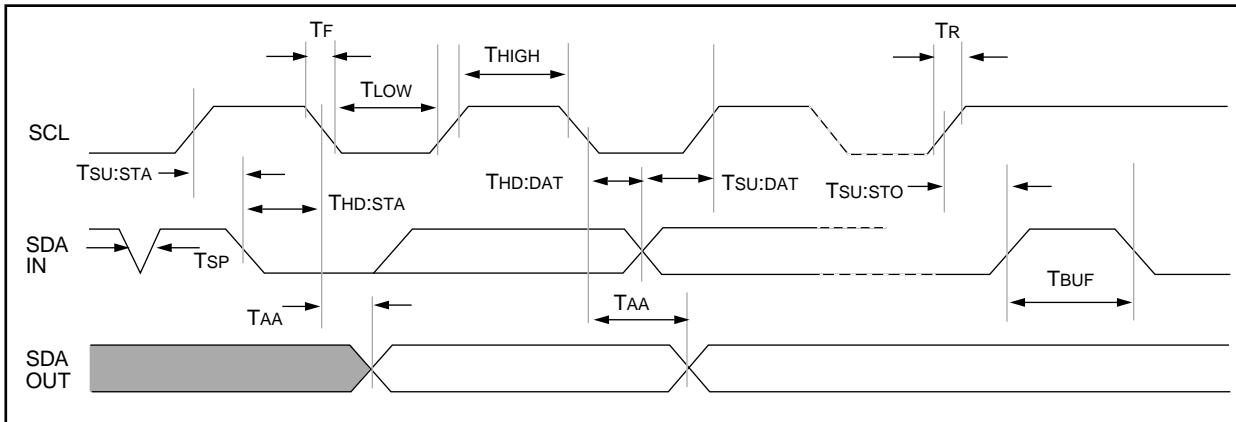 TF
TR
THIGH
TLOW
SCL
TSU:STA
THD:DAT
TSU:DAT
TSU:STO
THD:STA
SDA
IN
TSP
TBUF
TAA
TAA
SDA
OUT